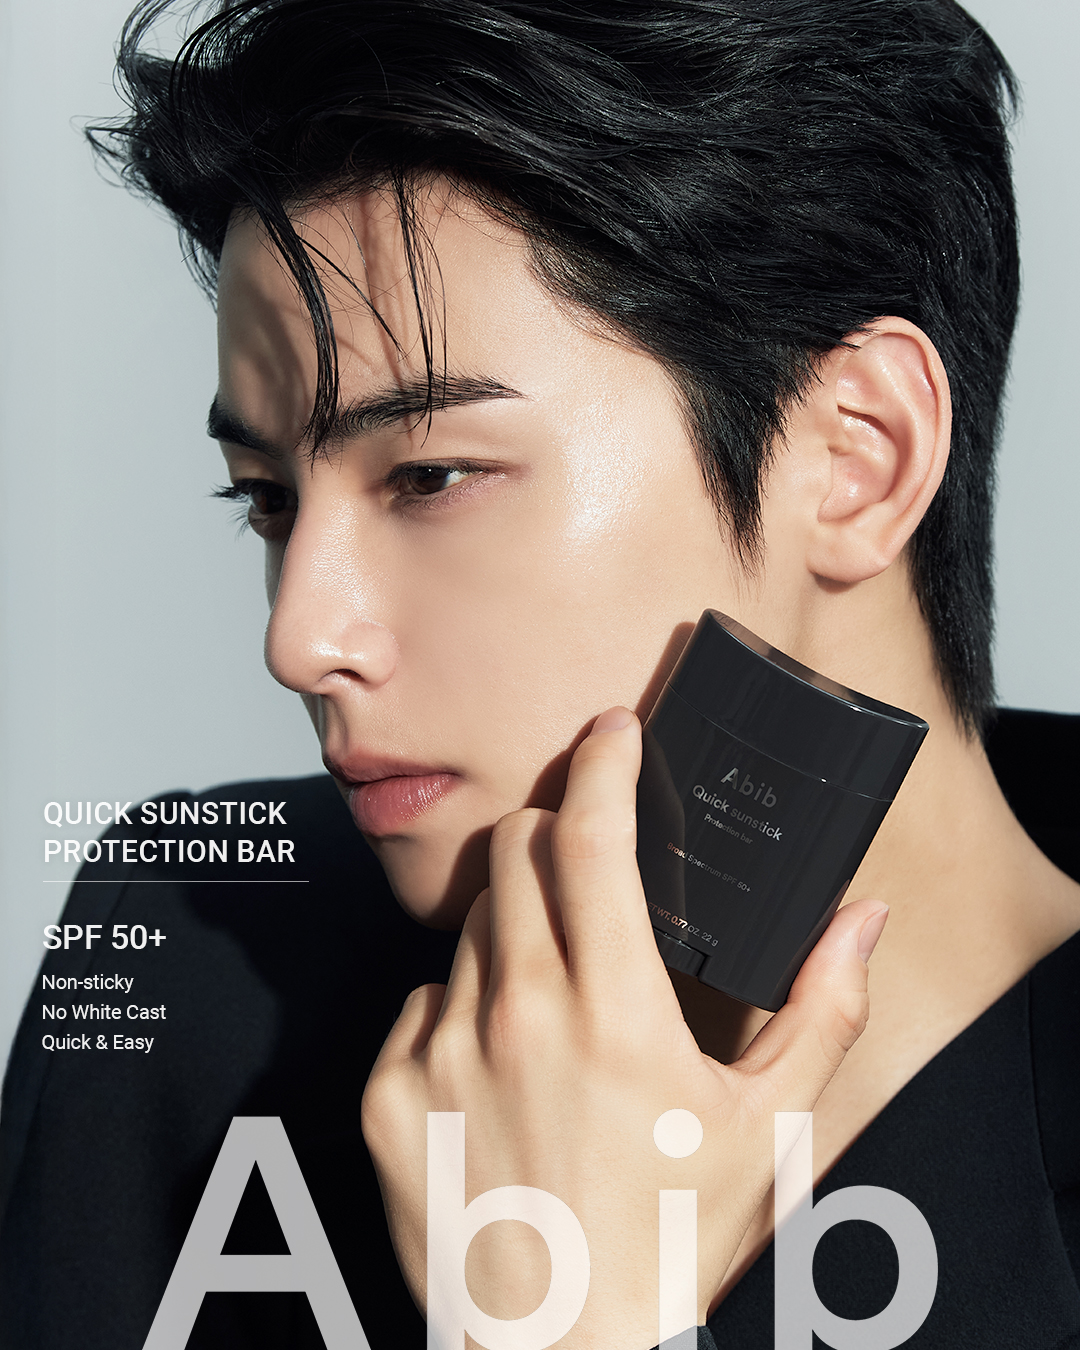 Abib
Quick sunstick
Protection bar
Broad Spectrum SPF 50+
WT. 0.77 OZ. 22 g
QUICK SUNSTICK
PROTECTION BAR
SPF 50+
Non-sticky
No White Cast
Quick & Easy
Abib